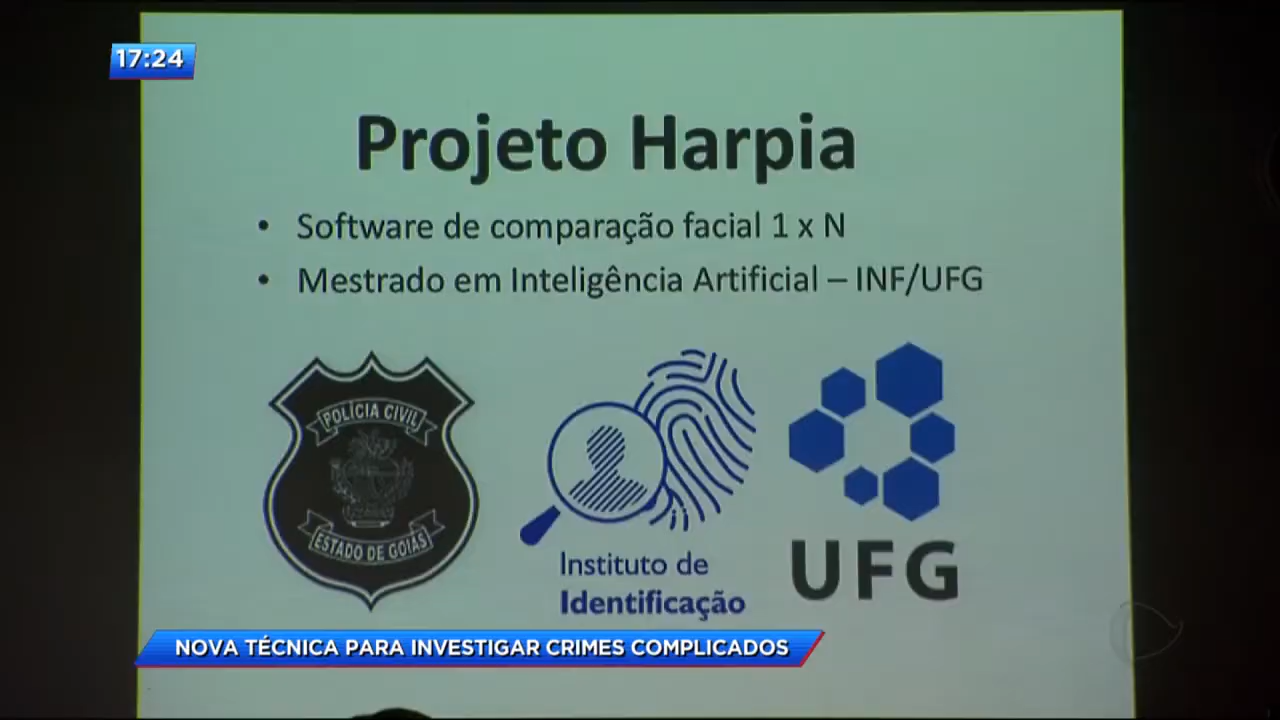 17:24
Projeto Harpia
• Software de comparação facial 1 x N
• Mestrado em Inteligência Artificial – INF/UFG
POLÍCIA CIVIL
ESTADO DE GOIÁS
Instituto de
Identificação
UFG
NOVA TÉCNICA PARA INVESTIGAR CRIMES COMPLICADOS